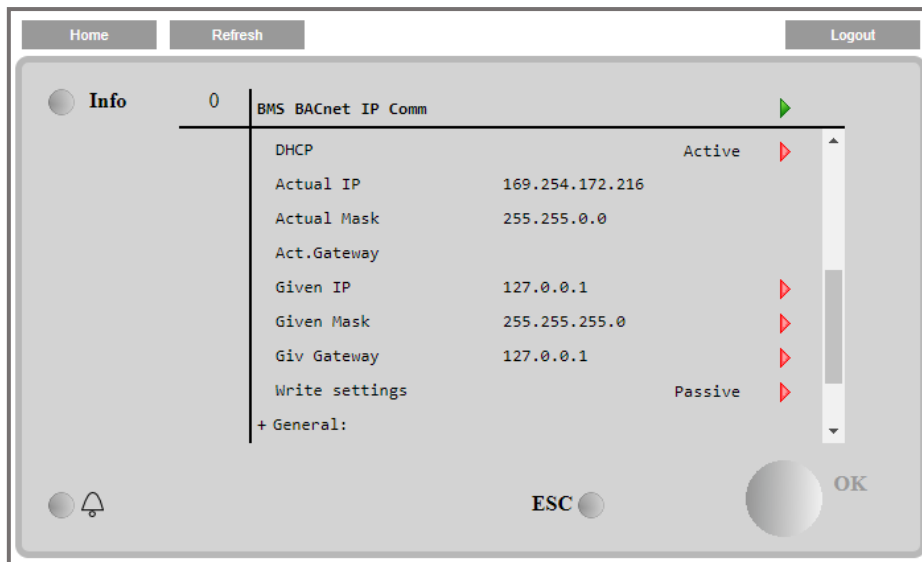 Home Refresh Logout
Info 0 BMS BACnet IP Comm
DHCP Active
Actual IP 169.254.172.216
Actual Mask 255.255.0.0
Act.Gateway
Given IP 127.0.0.1
Given Mask 255.255.255.0
Giv Gateway 127.0.0.1
Write settings Passive
+ General:
ESC OK